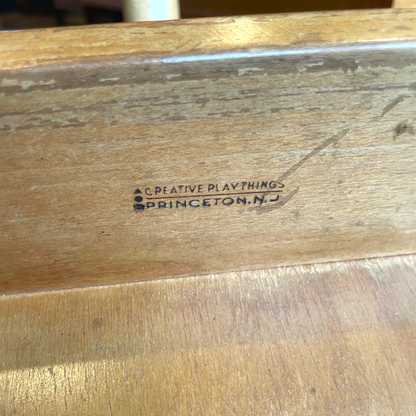 CREATIVE PLAYTHINGS
PRINCETON, N.J